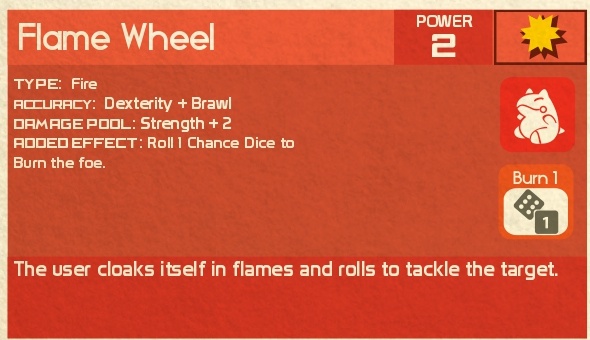 Flame Wheel
POWER
2
TYPE: Fire
ACCURACY: Dexterity + Brawl
DAMAGE POOL: Strength + 2
ADDED EFFECT: Roll 1 Chance Dice to
Burn the foe.
Burn 1
1
The user cloaks itself in flames and rolls to tackle the target.